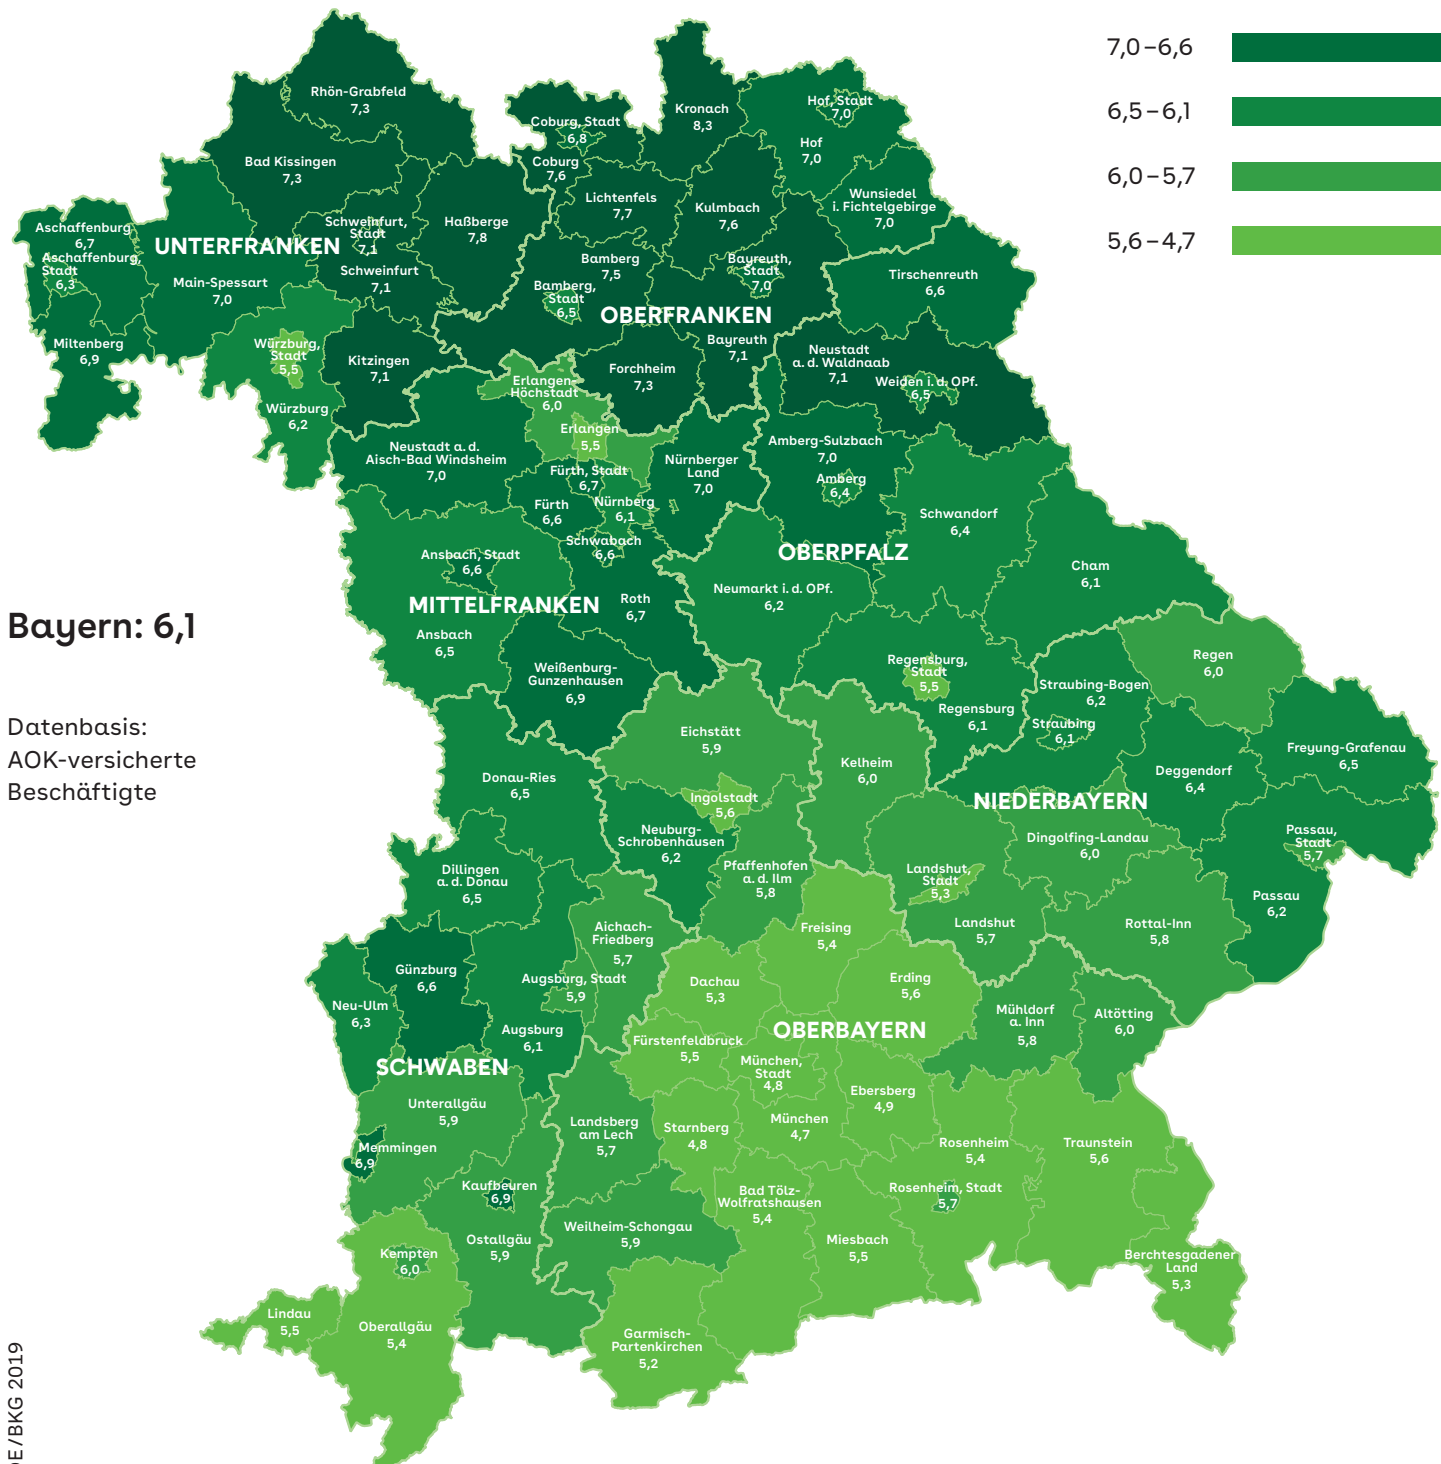 7,0–6,6
6,5–6,1
6,0–5,7
5,6–4,7
Rhön-Grabfeld
7,3
Bad Kissingen
7,3
Coburg, Stadt
6,8
Coburg
7,6
Kronach
8,3
Hof, Stadt
7,0
Hof
7,0
Lichtenfels
7,7
Kulmbach
7,6
Wunsiedel
i. Fichtelgebirge
7,0
Aschaffenburg
6,7
Aschaffenburg,
Stadt
6,3
UNTERFRANKEN
Main-Spessart
7,0
Schweinfurt,
Stadt
7,1
Schweinfurt
7,1
Haßberge
7,8
Bamberg
7,5
Bamberg,
Stadt
6,5
OBERFRANKEN
Bayreuth,
Stadt
7,0
Bayreuth
7,1
Tirschenreuth
6,6
Miltenberg
6,9
Würzburg,
Stadt
5,5
Würzburg
6,2
Kitzingen
7,1
Forchheim
7,3
Neustadt
a. d. Waldnaab
7,1
Weiden i. d. OPf.
6,5
Erlangen-
Höchstadt
6,0
Erlangen
5,5
Neustadt a. d.
Aisch-Bad Windsheim
7,0
Fürth, Stadt
6,7
Fürth
6,6
Nürnberg
6,1
Nürnberger
Land
7,0
Schwabach
6,6
Amberg-Sulzbach
7,0
Amberg
6,4
Schwandorf
6,4
OBERPFALZ
Cham
6,1
Ansbach, Stadt
6,6
MITTELFRANKEN
Ansbach
6,5
Roth
6,7
Neumarkt i. d. OPf.
6,2
Weißenburg-
Gunzenhausen
6,9
Bayern: 6,1
Datenbasis:
AOK-versicherte
Beschäftigte
Regensburg,
Stadt
5,5
Regensburg
6,1
Straubing-Bogen
6,2
Straubing
6,1
Regen
6,0
Freyung-Grafenau
6,5
Deggendorf
6,4
NIEDERBAYERN
Eichstätt
5,9
Kelheim
6,0
Donau-Ries
6,5
Ingolstadt
5,6
Neuburg-
Schrobenhausen
6,2
Pfaffenhofen
a. d. Ilm
5,8
Dingolfing-Landau
6,0
Passau,
Stadt
5,7
Passau
6,2
Landshut,
Stadt
5,3
Landshut
5,7
Rottal-Inn
5,8
Dillingen
a. d. Donau
6,5
Aichach-
Friedberg
5,7
Freising
5,4
Günzburg
6,6
Augsburg, Stadt
5,9
Augsburg
6,1
Neu-Ulm
6,3
Dachau
5,3
Erding
5,6
OBERBAYERN
Mühldorf
a. Inn
5,8
Altötting
6,0
SCHWABEN
Fürstenfeldbruck
5,5
München,
Stadt
4,8
München
4,7
Ebersberg
4,9
Unterallgäu
5,9
Memmingen
6,9
Landsberg
am Lech
5,7
Starnberg
4,8
Rosenheim
5,4
Rosenheim, Stadt
5,7
Traunstein
5,6
Kaufbeuren
6,9
Ostallgäu
5,9
Weilheim-Schongau
5,9
Bad Tölz-
Wolfratshausen
5,4
Miesbach
5,5
Berchtesgadener
Land
5,3
Kempten
6,0
Lindau
5,5
Oberallgäu
5,4
Garmisch-
Partenkirchen
5,2
/BKG 2019